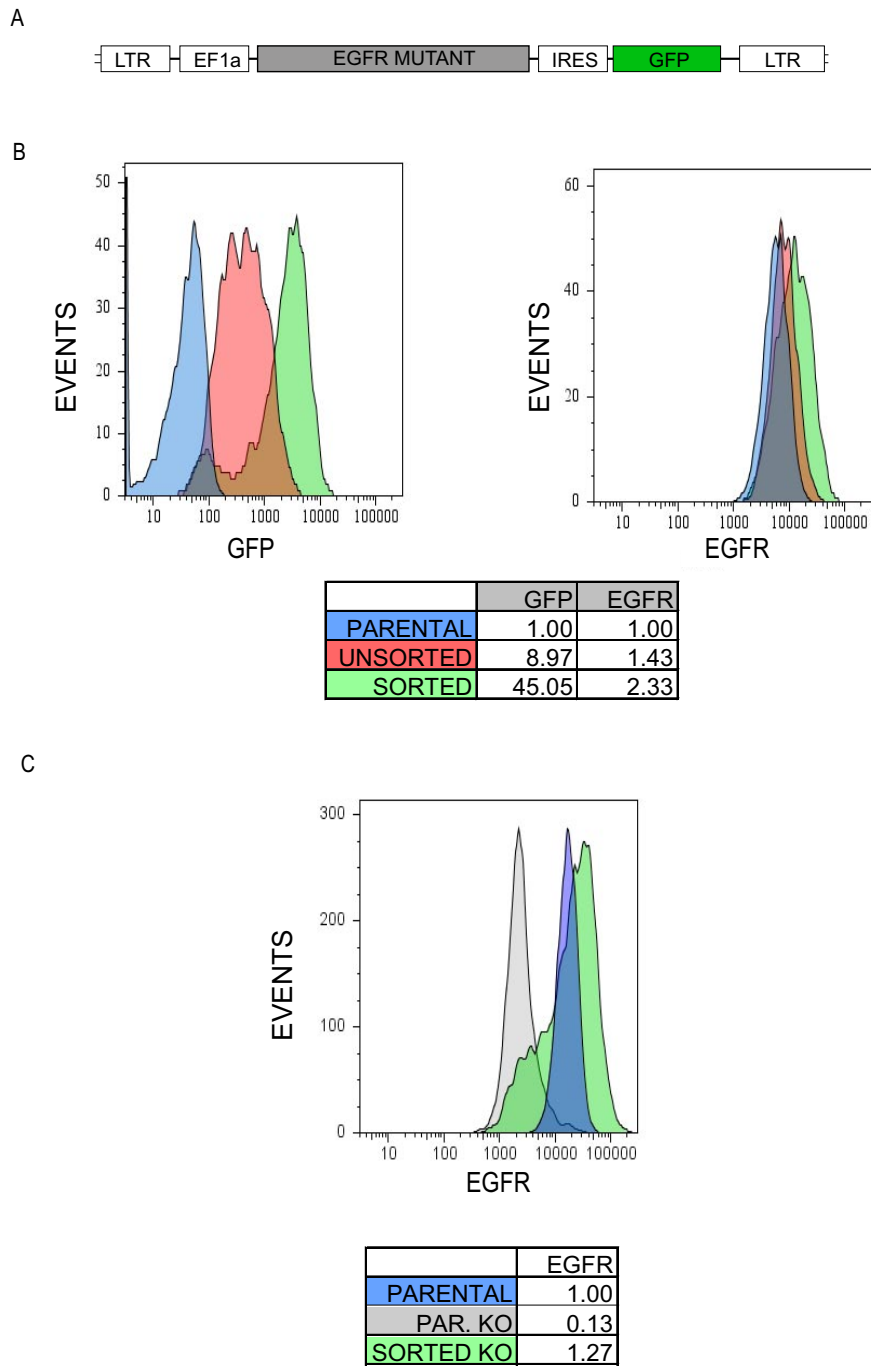 A
LTR EF1a EGFR MUTANT IRES GFP LTR
B
50
40
30
20
10
0
EVENTS
10 100 1000 10000 100000
GFP
60
40
20
0
EVENTS
10 100 1000 10000 100000
EGFR
GFP EGFR
PARENTAL 1.00 1.00
UNSORTED 8.97 1.43
SORTED 45.05 2.33
C
300
200
100
0
EVENTS
10 100 1000 10000 100000
EGFR
EGFR
PARENTAL 1.00
PAR. KO 0.13
SORTED KO 1.27